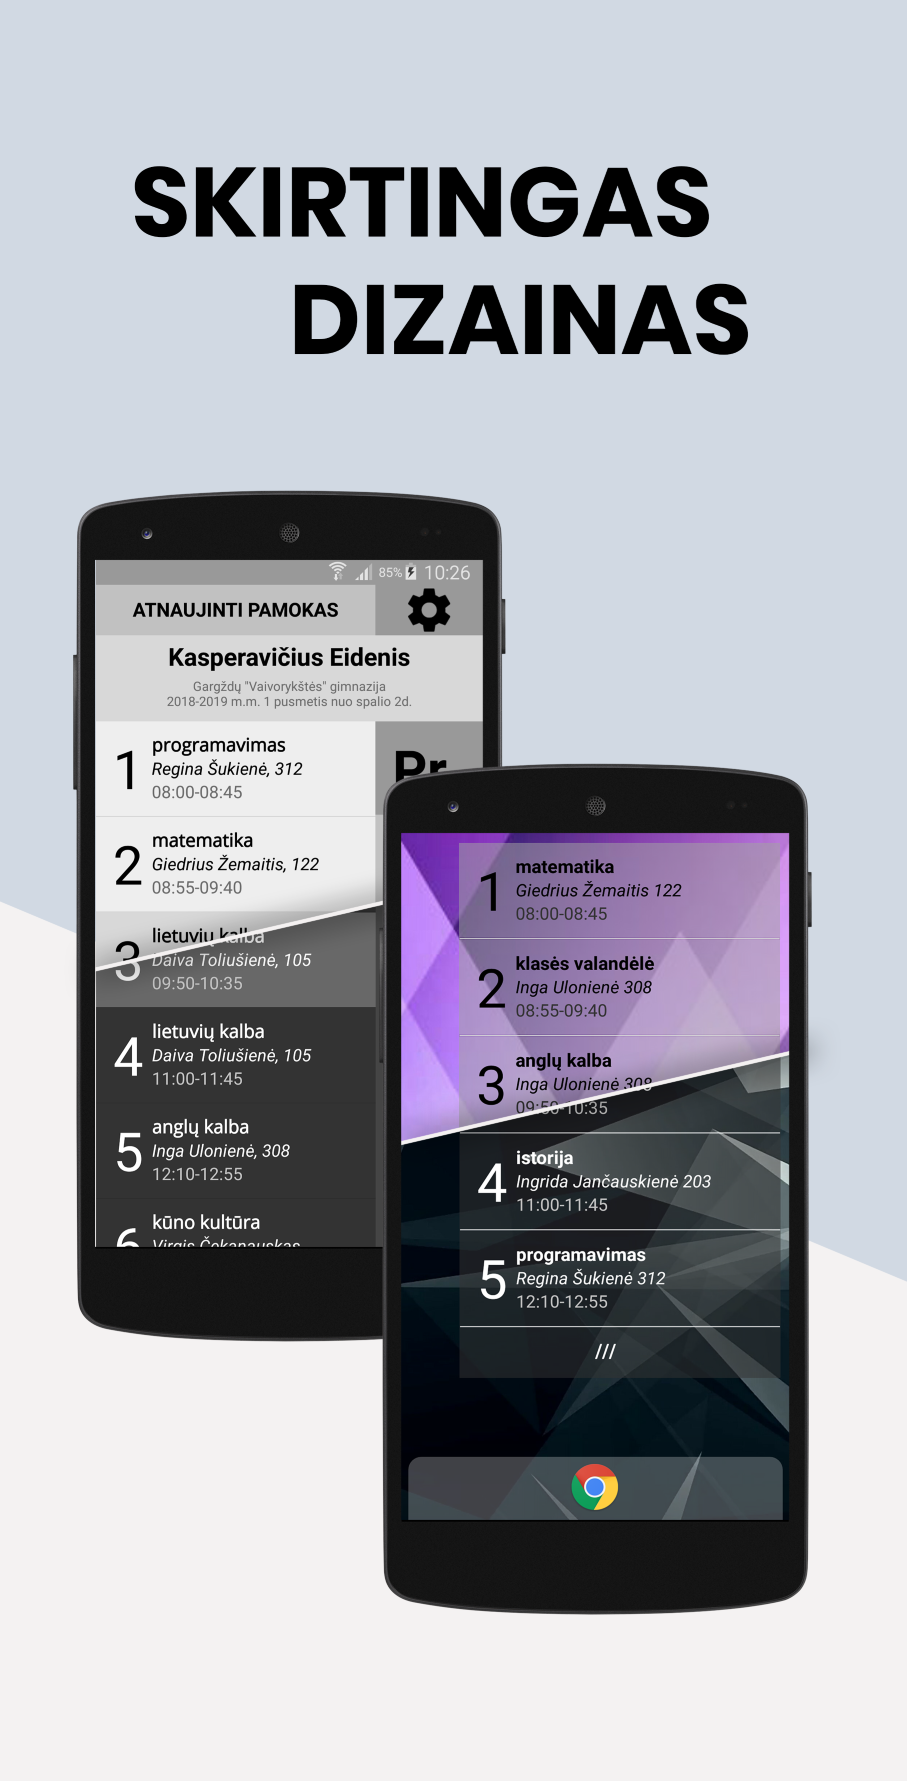 SKIRTINGAS
DIZAINAS
85% 10:26
ATNAUJINTI PAMOKAS
Kasperavičius Eidenis
Gargždų "Vaivorykštės" gimnazija
2018-2019 m.m. 1 pusmetis nuo spalio 2d.
1 programavimas
Regina Šukienė, 312
08:00-08:45
Pr
2 matematika
Giedrius Žemaitis, 122
08:55-09:40
3 lietuvių kalba
Daiva Toliušienė, 105
09:50-10:35
4 lietuvių kalba
Daiva Toliušienė, 105
11:00-11:45
5 anglų kalba
Inga Ulonienė, 308
12:10-12:55
6 kūno kultūra
Virgis Čekanauskas
1 matematika
Giedrius Žemaitis 122
08:00-08:45
2 klasės valandėlė
Inga Ulonienė 308
08:55-09:40
3 anglų kalba
Inga Ulonienė 308
09:50-10:35
4 istorija
Ingrida Jančauskienė 203
11:00-11:45
5 programavimas
Regina Šukienė 312
12:10-12:55
///